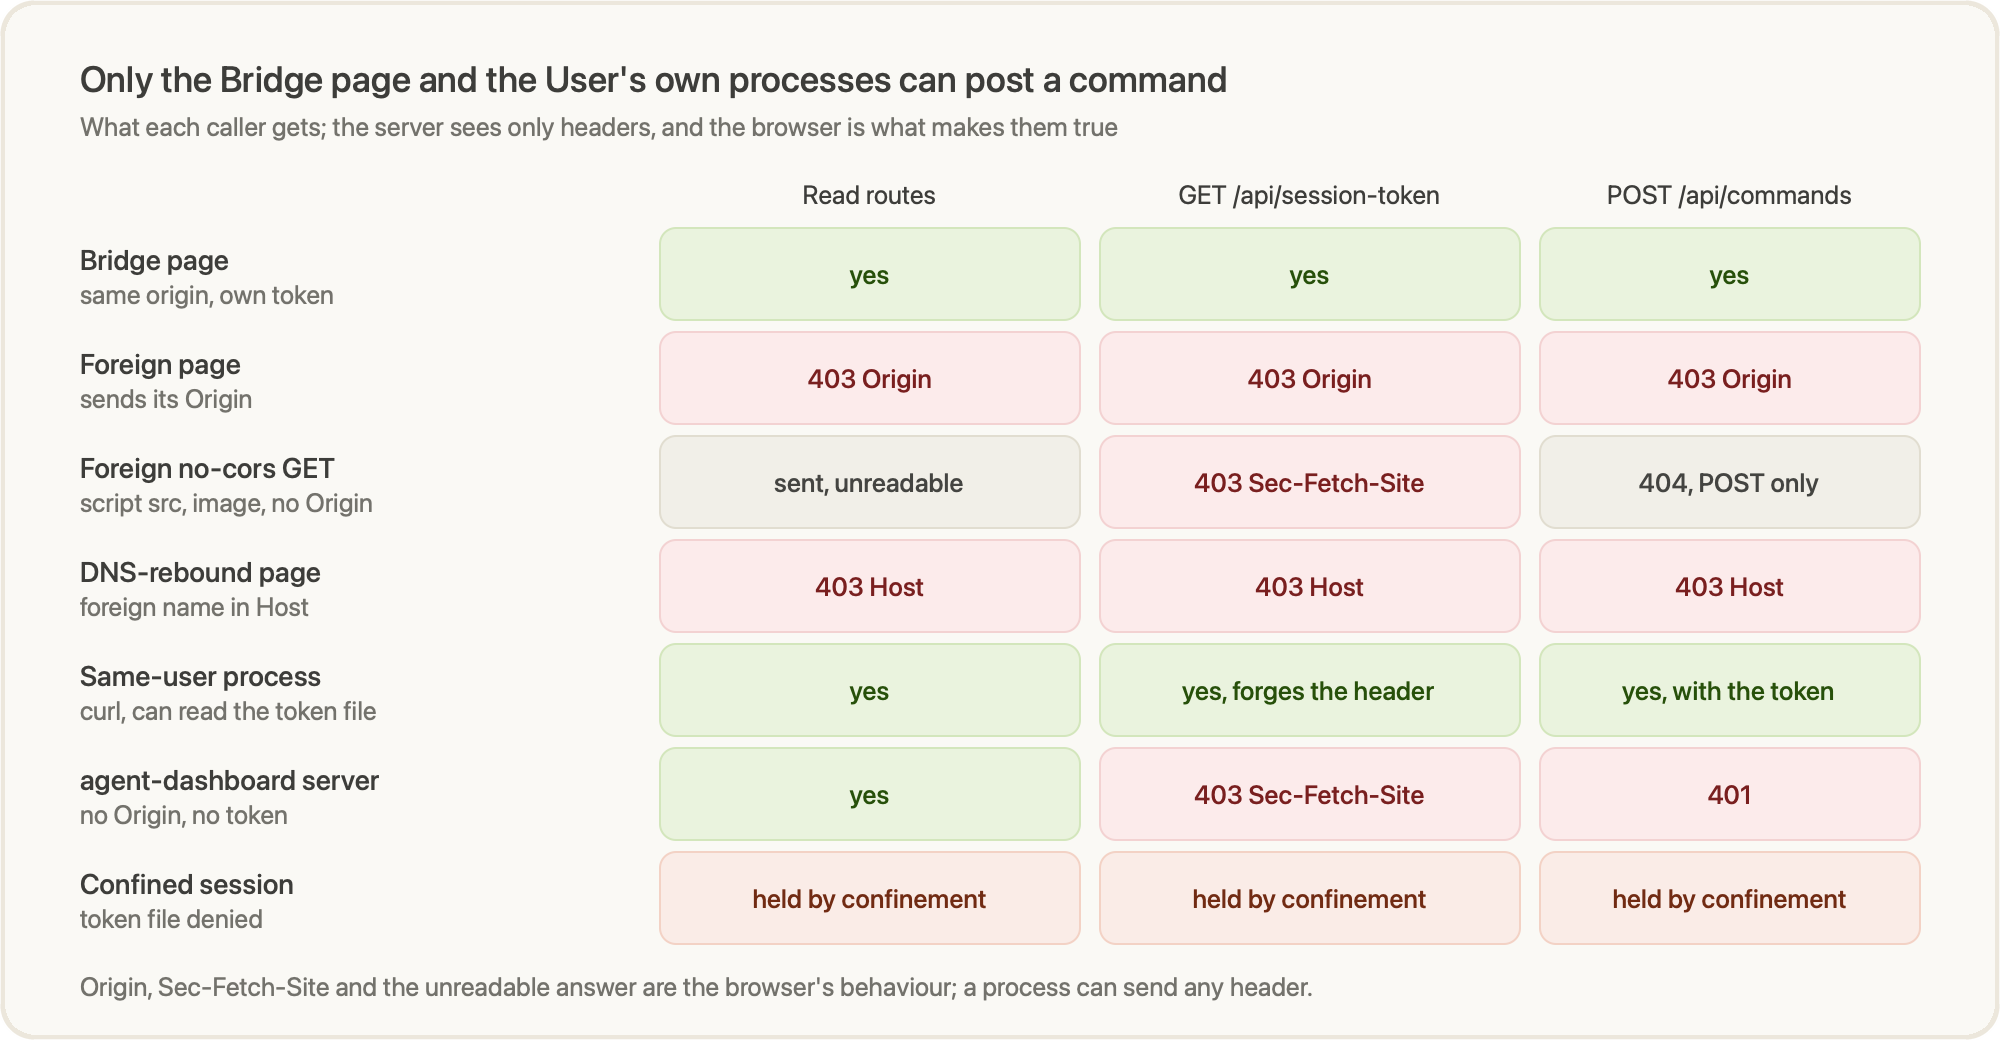 Only the Bridge page and the User's own processes can post a command
What each caller gets; the server sees only headers, and the browser is what makes them true
Read routes
GET /api/session-token
POST /api/commands
Bridge page
same origin, own token
yes
yes
yes
Foreign page
sends its Origin
403 Origin
403 Origin
403 Origin
Foreign no-cors GET
script src, image, no Origin
sent, unreadable
403 Sec-Fetch-Site
404, POST only
DNS-rebound page
foreign name in Host
403 Host
403 Host
403 Host
Same-user process
curl, can read the token file
yes
yes, forges the header
yes, with the token
agent-dashboard server
no Origin, no token
yes
403 Sec-Fetch-Site
401
Confined session
token file denied
held by confinement
held by confinement
held by confinement
Origin, Sec-Fetch-Site and the unreadable answer are the browser's behaviour; a process can send any header.